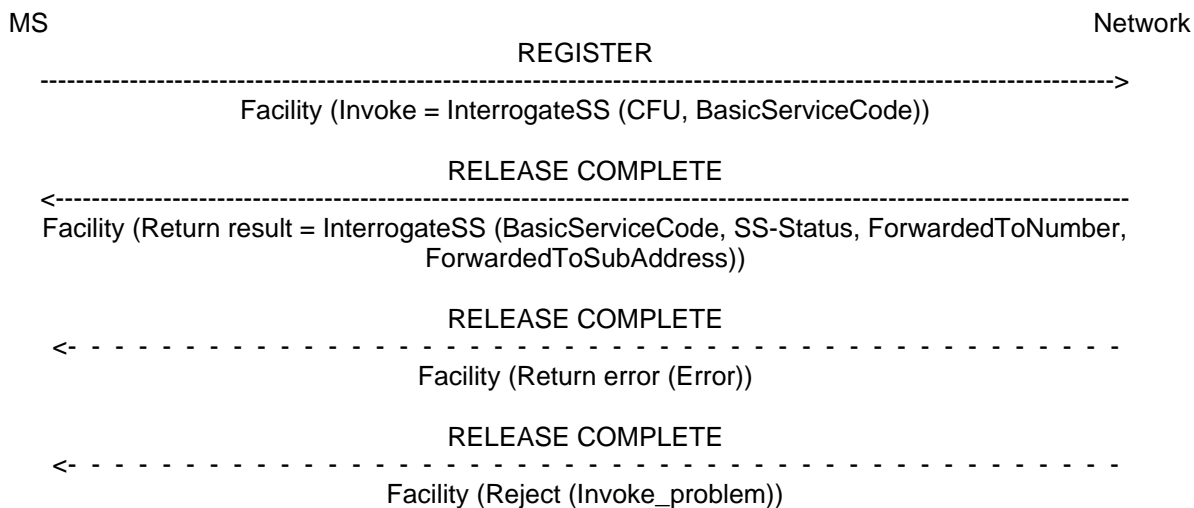 MS Network
REGISTER
Facility (Invoke = InterrogateSS (CFU, BasicServiceCode))
RELEASE COMPLETE
Facility (Return result = InterrogateSS (BasicServiceCode, SS-Status, ForwardedToNumber,
ForwardedToSubAddress))
RELEASE COMPLETE
Facility (Return error (Error))
RELEASE COMPLETE
Facility (Reject (Invoke_problem))